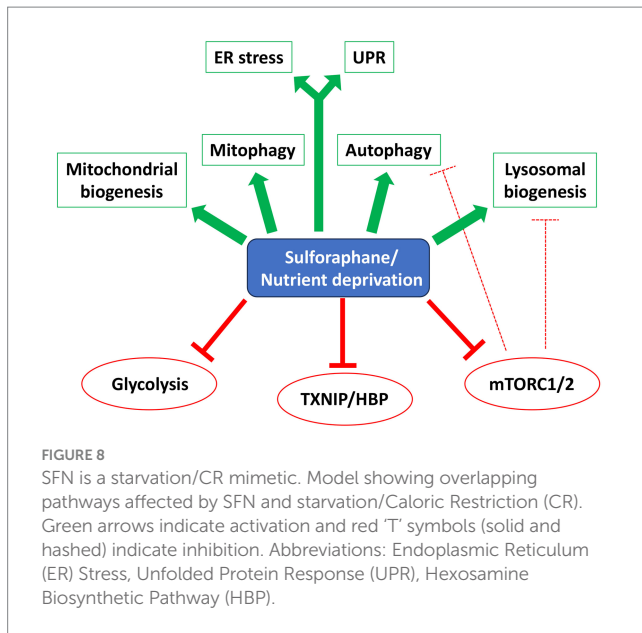 ER stress
UPR
Mitophagy
Autophagy
Mitochondrial
biogenesis
Lysosomal
biogenesis
Sulforaphane/
Nutrient deprivation
Glycolysis
TXNIP/HBP
mTORC1/2
FIGURE 8
SFN is a starvation/CR mimetic. Model showing overlapping
pathways affected by SFN and starvation/Caloric Restriction (CR).
Green arrows indicate activation and red ‘T’ symbols (solid and
hashed) indicate inhibition. Abbreviations: Endoplasmic Reticulum
(ER) Stress, Unfolded Protein Response (UPR), Hexosamine
Biosynthetic Pathway (HBP).